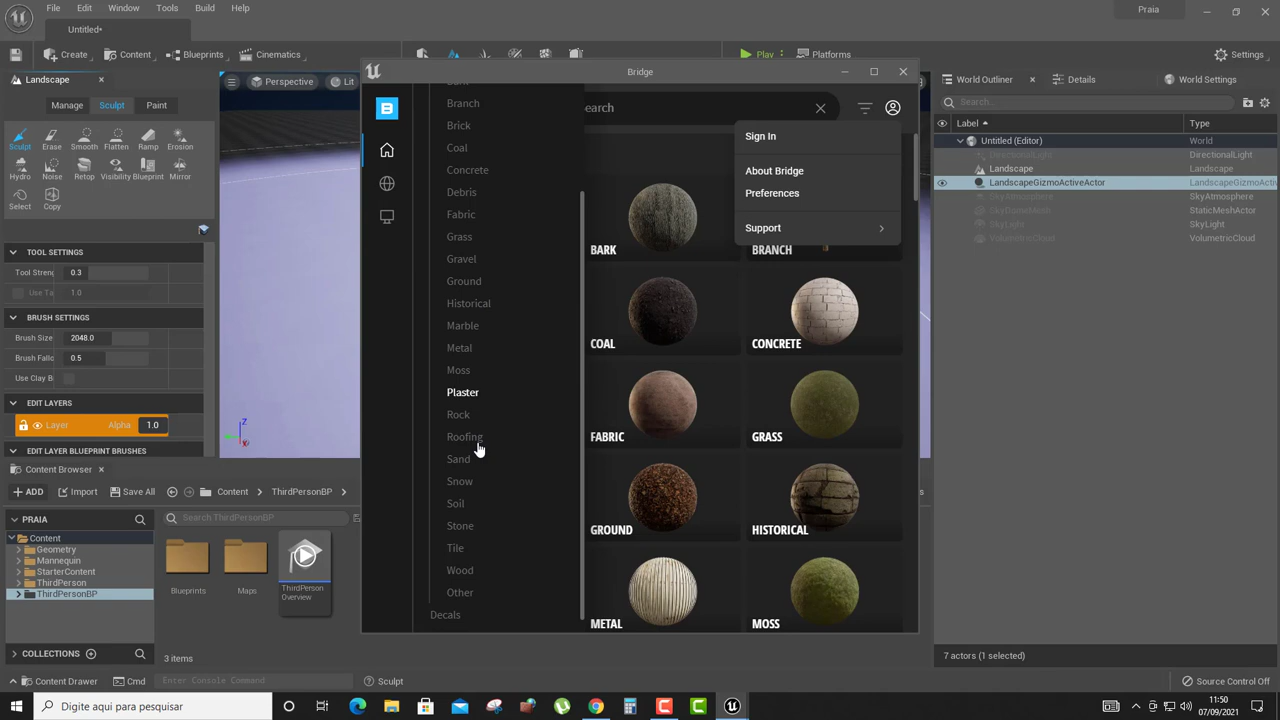 File Edit Window Tools Build Help
Praia
Untitled*
Create Content Blueprints Cinematics Play Platforms Settings
Landscape
Perspective Lit
Bridge
World Outliner Details World Settings
Manage Sculpt Paint
Search...
Label Type
Sculpt Erase Smooth Flatten Ramp Erosion
Hydro Noise Retop Visibility Blueprint Mirror
Select Copy
Untitled (Editor) World
DirectionalLight DirectionalLight
Landscape Landscape
LandscapeGizmoActiveActor LandscapeGizmoActiveA
SkyAtmosphere SkyAtmosphere
SkyDomeMesh StaticMeshActor
SkyLight SkyLight
VolumetricCloud VolumetricCloud
TOOL SETTINGS
Tool Streng 0.3
Use Ta 1.0
BRUSH SETTINGS
Brush Size 2048.0
Brush Fallo 0.5
Use Clay B
EDIT LAYERS
Layer Alpha 1.0
EDIT LAYER BLUEPRINT BRUSHES
B
Branch
Brick
Coal
Concrete
Debris
Fabric
Grass
Gravel
Ground
Historical
Marble
Metal
Moss
Plaster
Rock
Roofing
Sand
Snow
Soil
Stone
Tile
Wood
Other
Decals
earch
Sign In
About Bridge
Preferences
Support
BARK BRANCH
COAL CONCRETE
FABRIC GRASS
GROUND HISTORICAL
METAL MOSS
Content Browser
ADD Import Save All Content ThirdPersonBP
PRAIA
Search ThirdPersonBP
Content
Geometry
Mannequin
StarterContent
ThirdPerson
ThirdPersonBP
Blueprints Maps ThirdPerson
Overview
COLLECTIONS
3 items
7 actors (1 selected)
Content Drawer Cmd Enter Console Command Sculpt Source Control Off
Digite aqui para pesquisar
11:50
07/09/2021